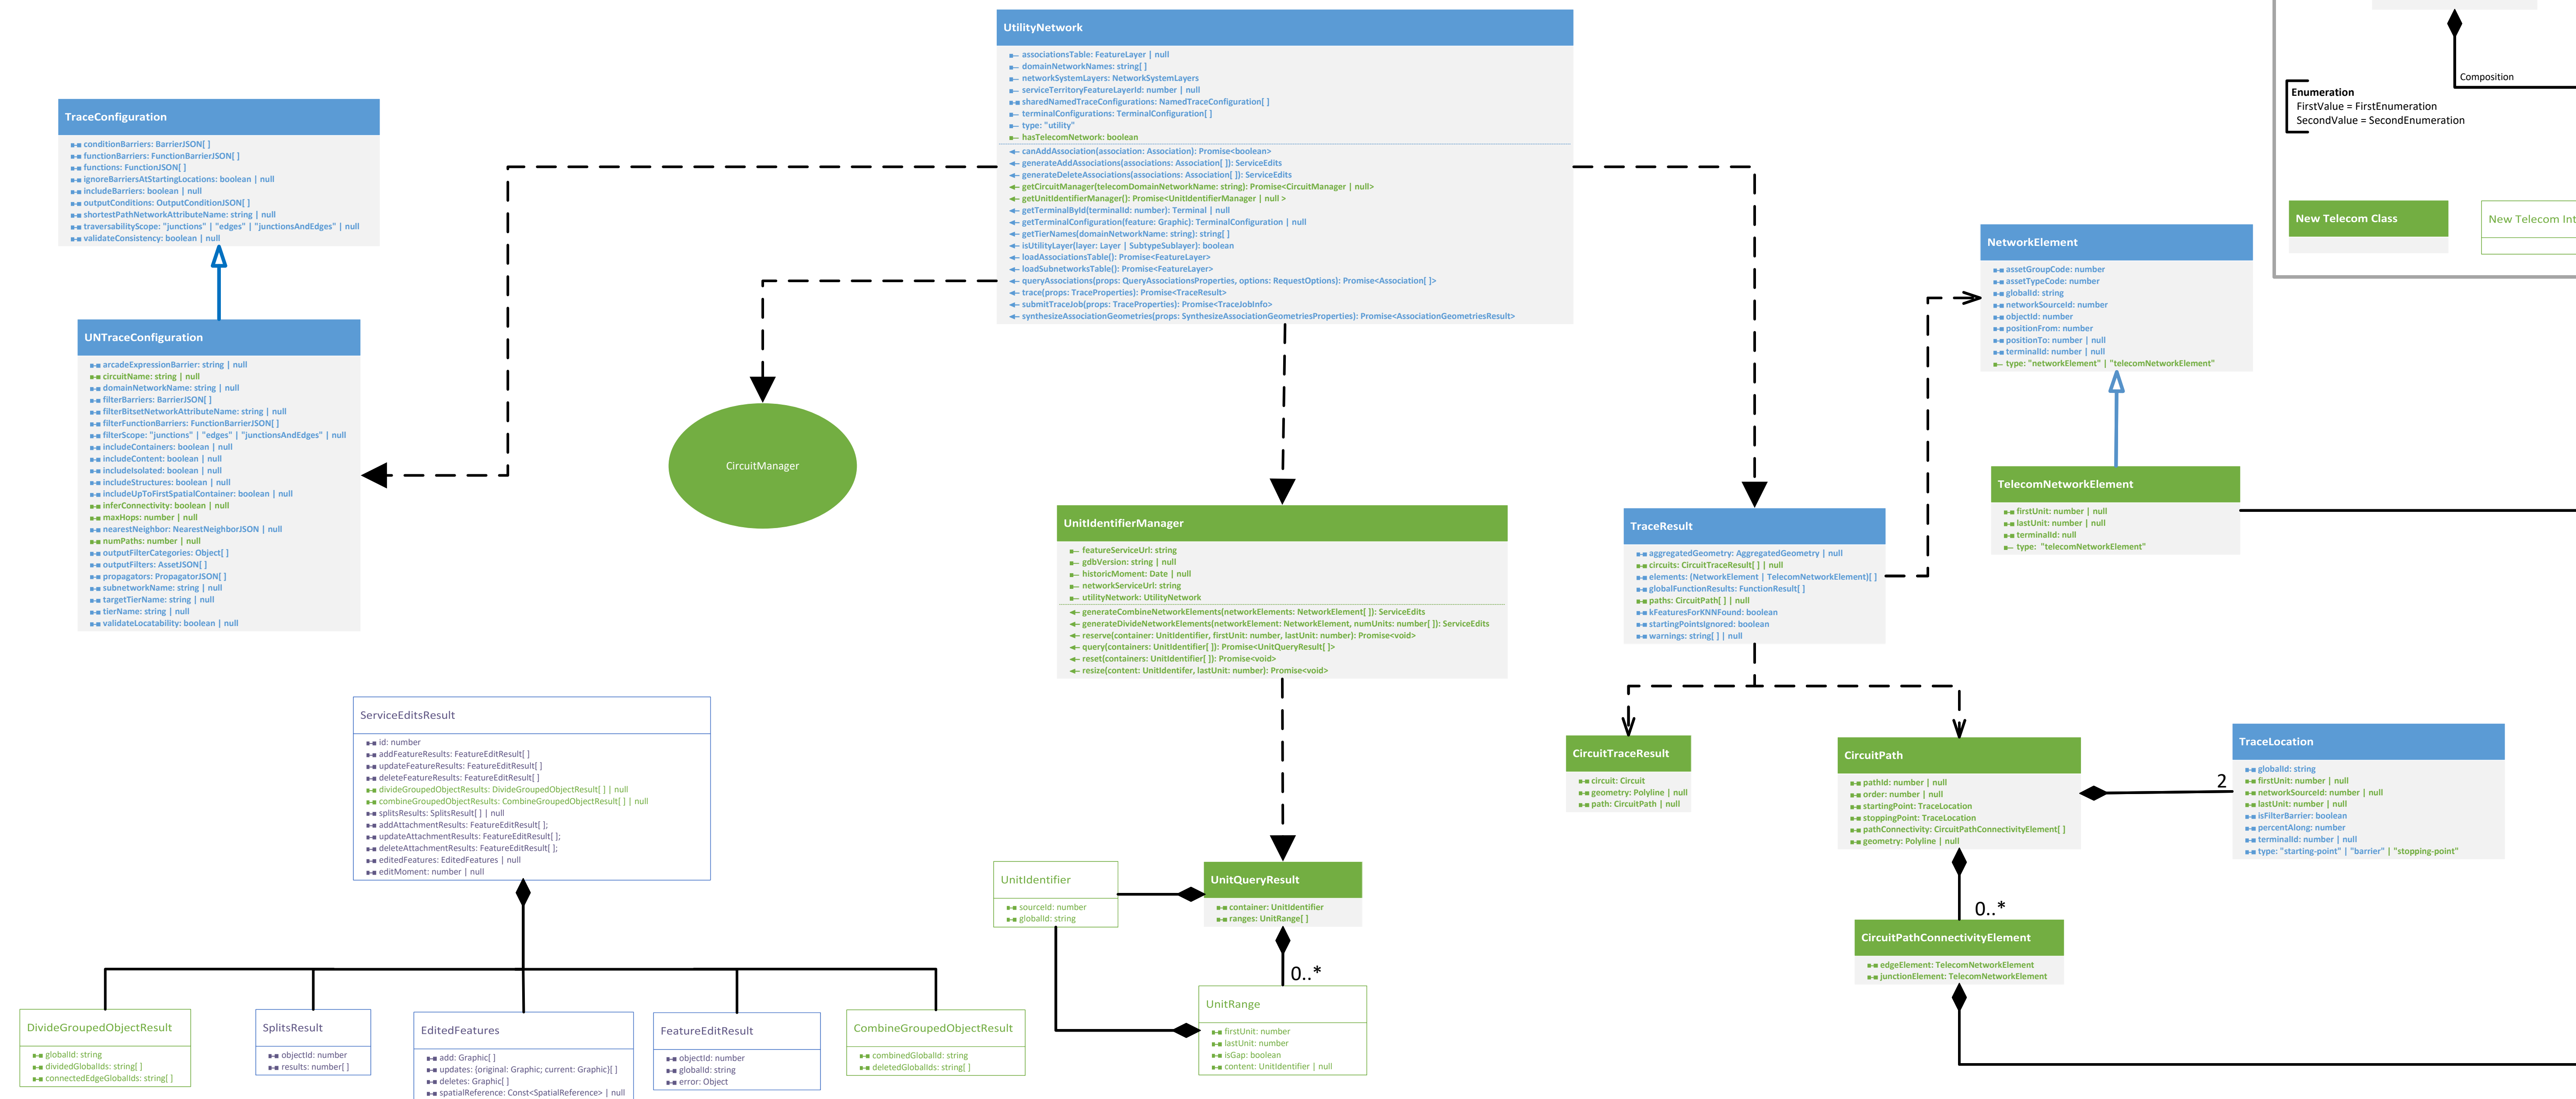 UtilityNetwork
associationsTable: FeatureLayer | null
domainNetworkNames: string[ ]
networkSystemLayers: NetworkSystemLayers
serviceTerritoryFeatureLayerId: number | null
sharedNamedTraceConfigurations: NamedTraceConfiguration[ ]
terminalConfigurations: TerminalConfiguration[ ]
type: "utility"
hasTelecomNetwork: boolean
canAddAssociation(association: Association): Promise<boolean>
generateAddAssociations(associations: Association[ ]): ServiceEdits
generateDeleteAssociations(associations: Association[ ]): ServiceEdits
getCircuitManager(telecomDomainNetworkName: string): Promise<CircuitManager | null>
getUnitIdentifierManager(): Promise<UnitIdentifierManager | null >
getTerminalById(terminalId: number): Terminal | null
getTerminalConfiguration(feature: Graphic): TerminalConfiguration | null
getTierNames(domainNetworkName: string): string[ ]
isUtilityLayer(layer: Layer | SubtypeSublayer): boolean
loadAssociationsTable(): Promise<FeatureLayer>
loadSubnetworksTable(): Promise<FeatureLayer>
queryAssociations(props: QueryAssociationsProperties, options: RequestOptions): Promise<Association[ ]>
trace(props: TraceProperties): Promise<TraceResult>
submitTraceJob(props: TraceProperties): Promise<TraceJobInfo>
synthesizeAssociationGeometries(props: SynthesizeAssociationGeometriesProperties): Promise<AssociationGeometriesResult>
Composition
Enumeration
FirstValue = FirstEnumeration
SecondValue = SecondEnumeration
New Telecom Class
New Telecom Int
TraceConfiguration
conditionBarriers: BarrierJSON[ ]
functionBarriers: FunctionBarrierJSON[ ]
functions: FunctionJSON[ ]
ignoreBarriersAtStartingLocations: boolean | null
includeBarriers: boolean | null
outputConditions: OutputConditionJSON[ ]
shortestPathNetworkAttributeName: string | null
traversabilityScope: "junctions" | "edges" | "junctionsAndEdges" | null
validateConsistency: boolean | null
UNTraceConfiguration
arcadeExpressionBarrier: string | null
circuitName: string | null
domainNetworkName: string | null
filterBarriers: BarrierJSON[ ]
filterBitsetNetworkAttributeName: string | null
filterFunctionBarriers: FunctionBarrierJSON[ ]
filterScope: "junctions" | "edges" | "junctionsAndEdges" | null
includeContainers: boolean | null
includeContent: boolean | null
includeIsolated: boolean | null
includeStructures: boolean | null
includeUpToFirstSpatialContainer: boolean | null
inferConnectivity: boolean | null
maxHops: number | null
nearestNeighbor: NearestNeighborJSON | null
numPaths: number | null
outputFilterCategories: Object[ ]
outputFilters: AssetJSON[ ]
propagators: PropagatorJSON[ ]
subnetworkName: string | null
targetTierName: string | null
tierName: string | null
validateLocatability: boolean | null
CircuitManager
NetworkElement
assetGroupCode: number
assetTypeCode: number
globalId: string
networkSourceId: number
objectId: number
positionFrom: number
positionTo: number | null
terminalId: number | null
type: "networkElement" | "telecomNetworkElement"
TelecomNetworkElement
firstUnit: number | null
lastUnit: number | null
terminalId: null
type:  "telecomNetworkElement"
UnitIdentifierManager
featureServiceUrl: string
gdbVersion: string | null
historicMoment: Date | null
networkServiceUrl: string
utilityNetwork: UtilityNetwork
generateCombineNetworkElements(networkElements: NetworkElement[ ]): ServiceEdits
generateDivideNetworkElements(networkElement: NetworkElement, numUnits: number[ ]): ServiceEdits
reserve(container: UnitIdentifier, firstUnit: number, lastUnit: number): Promise<void>
query(containers: UnitIdentifier[ ]): Promise<UnitQueryResult[ ]>
reset(containers: UnitIdentifier[ ]): Promise<void>
resize(content: UnitIdentifer, lastUnit: number): Promise<void>
TraceResult
aggregatedGeometry: AggregatedGeometry | null
circuits: CircuitTraceResult[ ] | null
elements: (NetworkElement | TelecomNetworkElement)[ ]
globalFunctionResults: FunctionResult[ ]
paths: CircuitPath[ ] | null
kFeaturesForKNNFound: boolean
startingPointsIgnored: boolean
warnings: string[ ] | null
ServiceEditsResult
id: number
addFeatureResults: FeatureEditResult[ ]
updateFeatureResults: FeatureEditResult[ ]
deleteFeatureResults: FeatureEditResult[ ]
divideGroupedObjectResults: DivideGroupedObjectResult[ ] | null
combineGroupedObjectResults: CombineGroupedObjectResult[ ] | null
splitsResults: SplitsResult[ ] | null
addAttachmentResults: FeatureEditResult[ ];
updateAttachmentResults: FeatureEditResult[ ];
deleteAttachmentResults: FeatureEditResult[ ];
editedFeatures: EditedFeatures | null
editMoment: number | null
CircuitTraceResult
circuit: Circuit
geometry: Polyline | null
path: CircuitPath | null
CircuitPath
pathId: number | null
order: number | null
startingPoint: TraceLocation
stoppingPoint: TraceLocation
pathConnectivity: CircuitPathConnectivityElement[ ]
geometry: Polyline | null
2
TraceLocation
globalId: string
firstUnit: number | null
networkSourceId: number | null
lastUnit: number | null
isFilterBarrier: boolean
percentAlong: number
terminalId: number | null
type: "starting-point" | "barrier" | "stopping-point"
UnitIdentifier
sourceId: number
globalId: string
UnitQueryResult
container: UnitIdentifier
ranges: UnitRange[ ]
0..*
UnitRange
firstUnit: number
lastUnit: number
isGap: boolean
content: UnitIdentifier | null
0..*
CircuitPathConnectivityElement
edgeElement: TelecomNetworkElement
junctionElement: TelecomNetworkElement
DivideGroupedObjectResult
globalId: string
dividedGlobalIds: string[ ]
connectedEdgeGlobalIds: string[ ]
SplitsResult
objectId: number
results: number[ ]
EditedFeatures
add: Graphic[ ]
updates: {original: Graphic; current: Graphic}[ ]
deletes: Graphic[ ]
spatialReference: Const<SpatialReference> | null
FeatureEditResult
objectId: number
globalId: string
error: Object
CombineGroupedObjectResult
combinedGlobalId: string
deletedGlobalIds: string[ ]